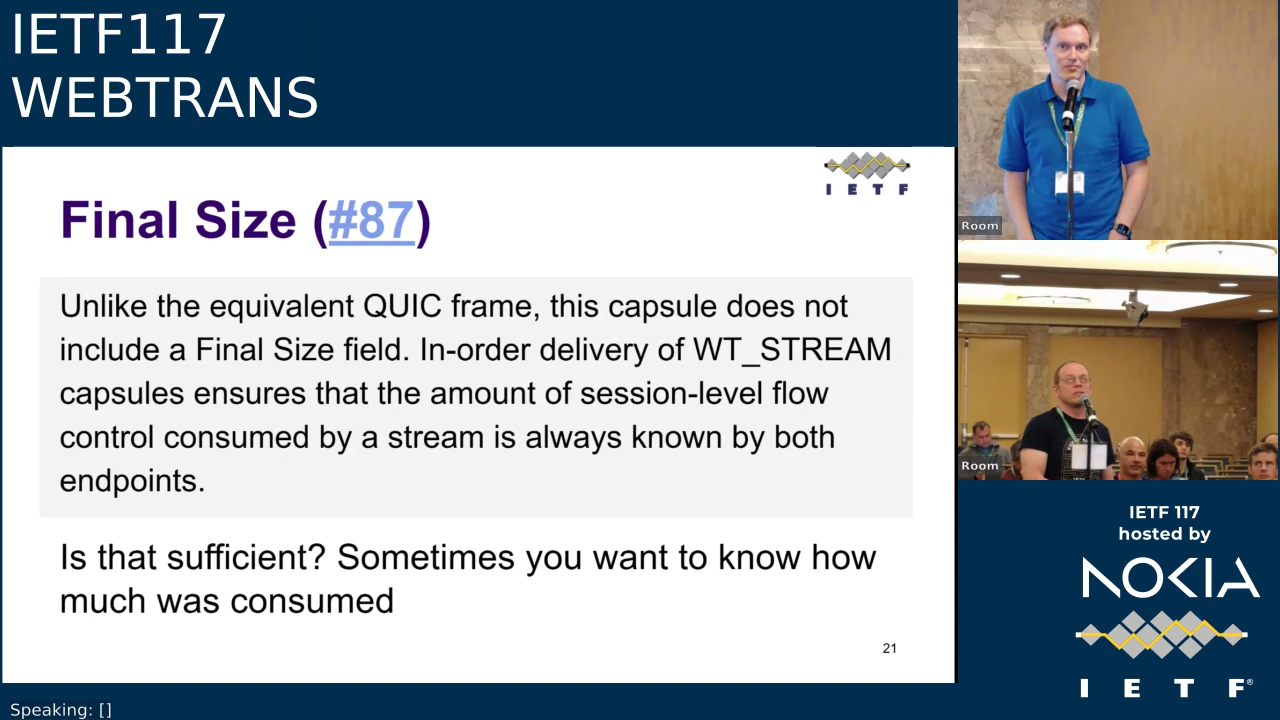 IETF117
WEBTRANS
I E T F
Final Size (#87)
Unlike the equivalent QUIC frame, this capsule does not
include a Final Size field. In-order delivery of WT_STREAM
capsules ensures that the amount of session-level flow
control consumed by a stream is always known by both
endpoints.
Is that sufficient? Sometimes you want to know how
much was consumed
21
Room
Room
IETF 117
hosted by
NOKIA
I E T F®
Speaking: []